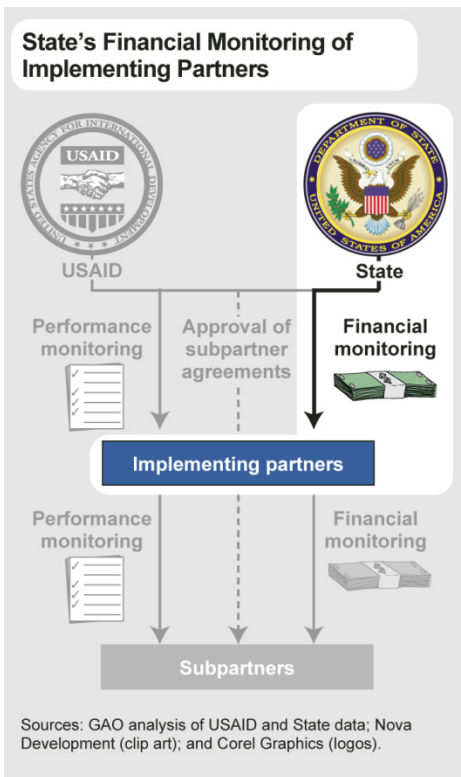 State's Financial Monitoring of
Implementing Partners
UNITED STATES AGENCY FOR INTERNATIONAL DEVELOPMENT
USAID
DEPARTMENT OF STATE
UNITED STATES OF AMERICA
USAID
State
Performance
monitoring
Approval of
subpartner
agreements
Financial
monitoring
Implementing partners
Performance
monitoring
Financial
monitoring
Subpartners
Sources: GAO analysis of USAID and State data; Nova
Development (clip art); and Corel Graphics (logos).